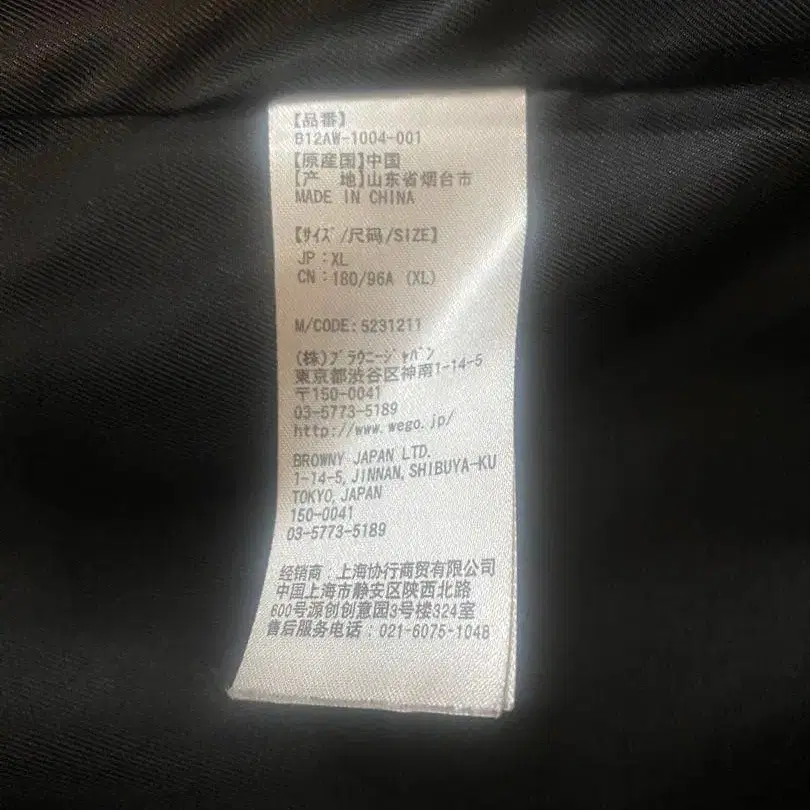 【品番】
B12AW-1004-001
【原産国】中国
【产　地】山东省烟台市
MADE IN CHINA
【ｻｲｽﾞ/尺码/SIZE】
JP：XL
CN：180/96A (XL)
M/CODE:5231211
(株)ﾌﾞﾗｳﾆｰｼﾞｬﾊﾟﾝ
東京都渋谷区神南1-14-5
〒150-0041
03-5773-5189
http://www.wego.jp/
BROWNY JAPAN LTD.
1-14-5, JINNAN, SHIBUYA-KU
TOKYO, JAPAN
150-0041
03-5773-5189
经销商：上海协行商贸有限公司
中国上海市静安区陕西北路
600号源创创意园3号楼324室
售后服务电话：021-6075-1048